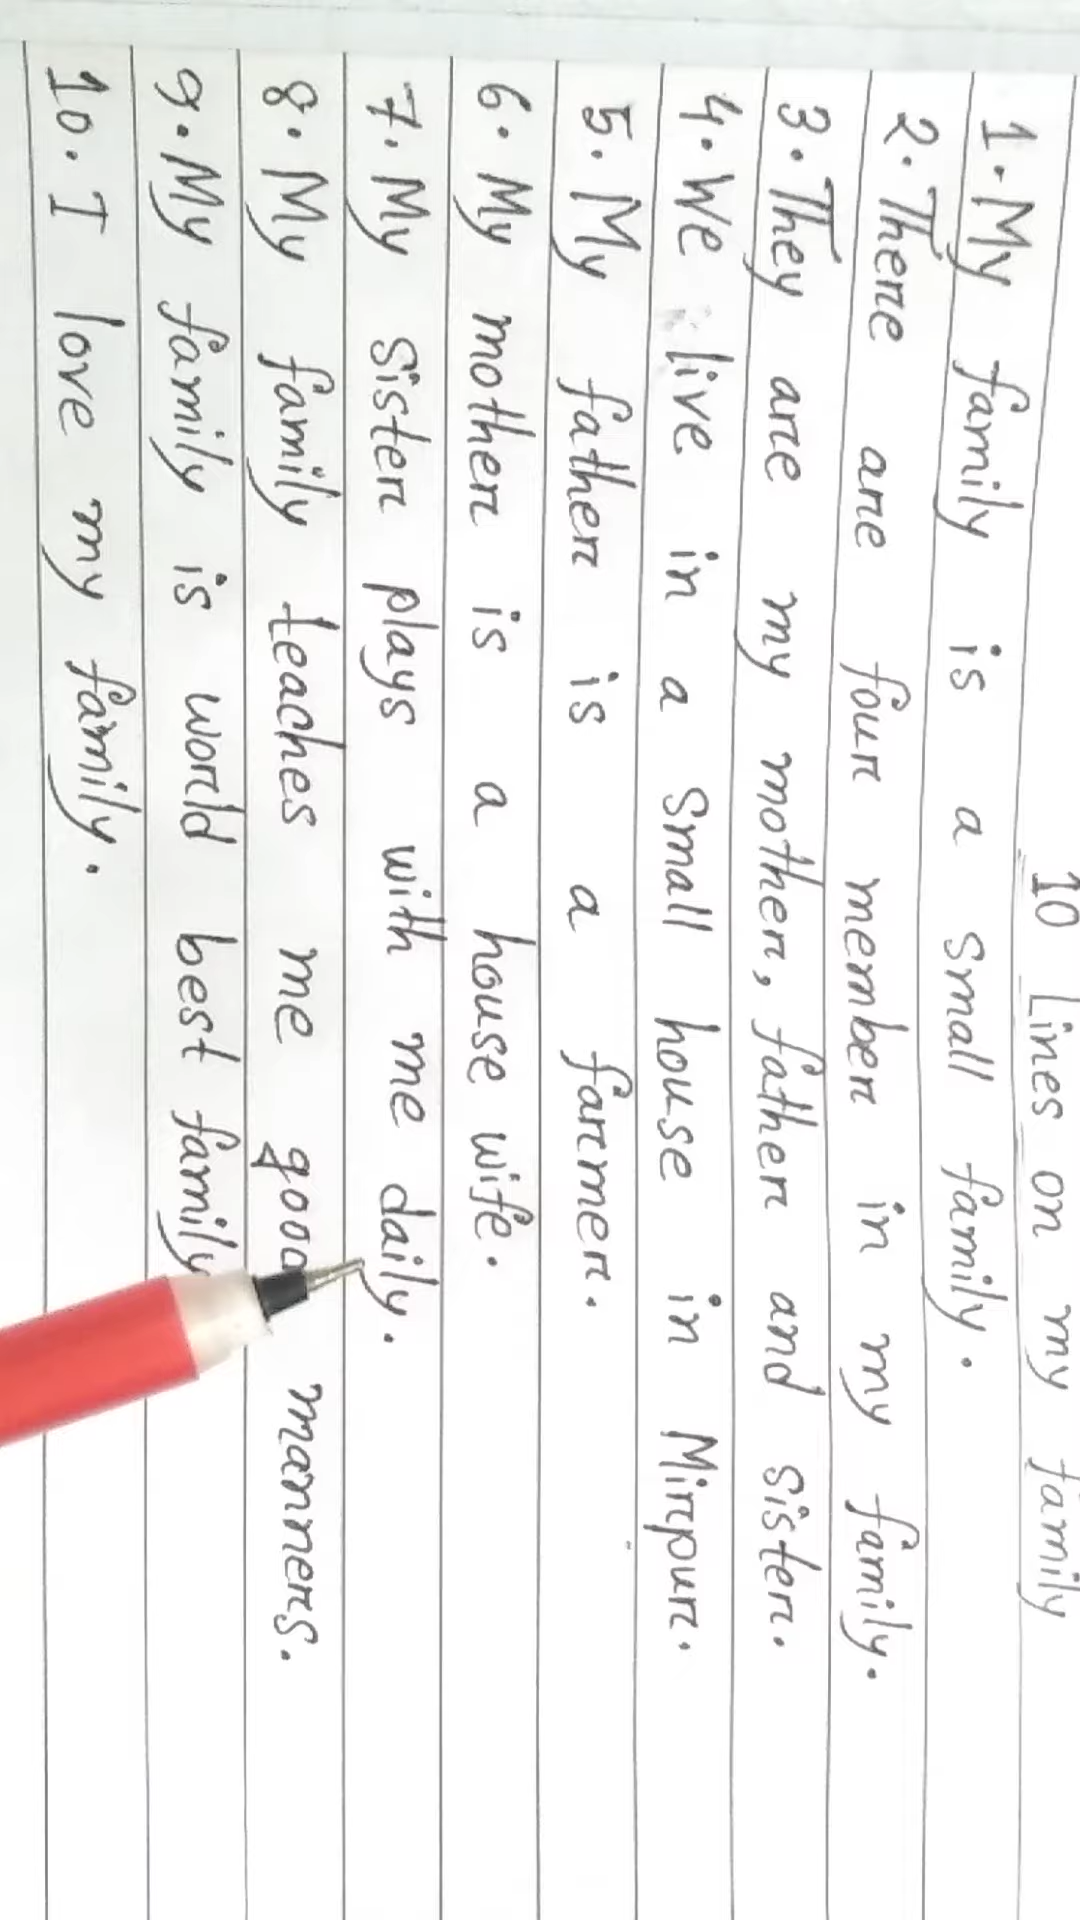 10 Lines on my family
1. My family is a small family.
2. There are four member in my family.
3. They are my mother, father and sister.
4. We live in a small house in Mirpur.
5. My father is a farmer.
6. My mother is a house wife.
7. My sister plays with me daily.
8. My family teaches me good manners.
9. My family is world best family
10. I love my family.